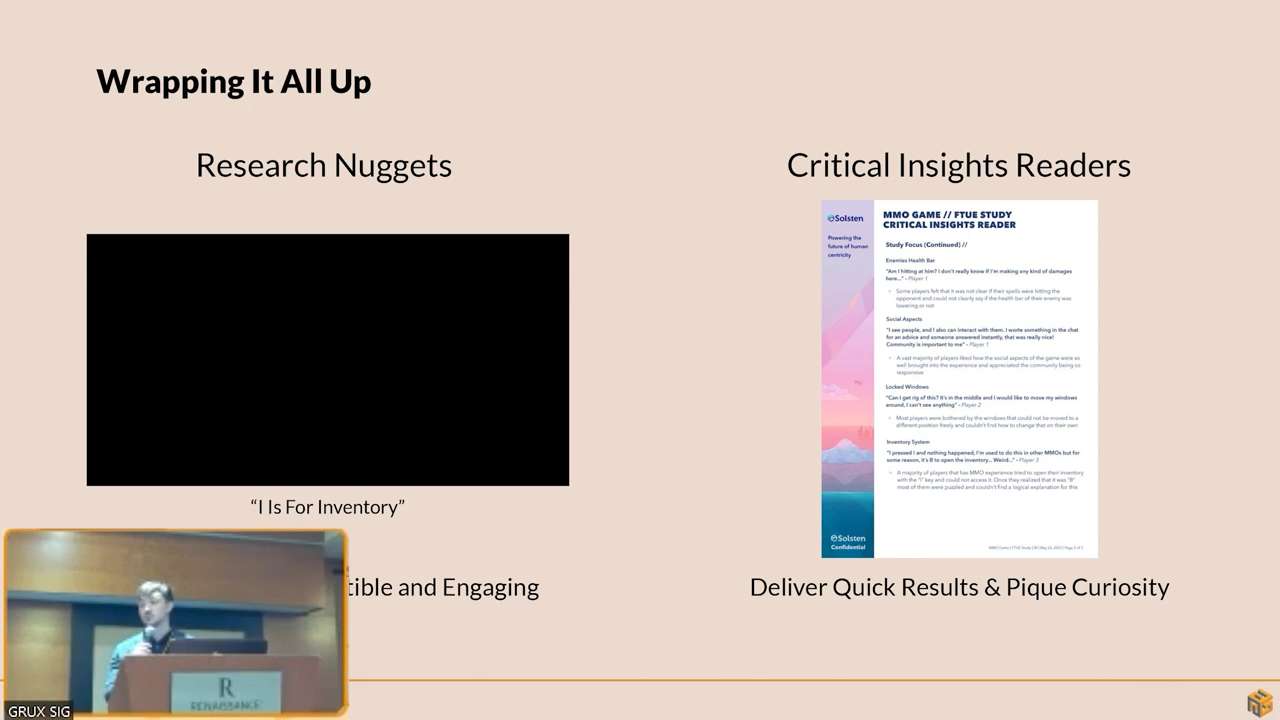 Wrapping It All Up
Research Nuggets
"I Is For Inventory"
tible and Engaging
Critical Insights Readers
Solsten
Powering the
future of human
centricity
MMO GAME // FTUE STUDY
CRITICAL INSIGHTS READER
Study Focus (Continued) //
Enemies Health Bar
"Am I hitting at him? I don't really know if I'm making any kind of damages
here..." - Player 1
Some players felt that it was not clear if their spells were hitting the
opponent and could not clearly say if the health bar of their enemy was
lowering or not
Social Aspects
"I see people, and I also can interact with them. I worte something in the chat
for an advice and someone answered instantly, that was really nice!
Community is important to me" - Player 1
A vast majority of players liked how the social aspects of the game were so
well brought into the experience and appreciated the community being so
responsive
Locked Windows
"Can I get rig of this? It's in the middle and I would like to move my windows
around, I can't see anything" - Player 2
Most players were bothered by the windows that could not be moved to a
different position freely and couldn't find how to change that on their own
Inventory System
"I pressed I and nothing happened, I'm used to do this in other MMOs but for
some reason, it's B to open the inventory... Weird..." - Player 3
A majority of players that has MMO experience tried to open their inventory
with the "I" key and could not access it. Once they realized that it was "B"
most of them were puzzled and couldn't find a logical explanation for this
Solsten
Confidential
Deliver Quick Results & Pique Curiosity
R
RENAISSANCE
GRUX SIG